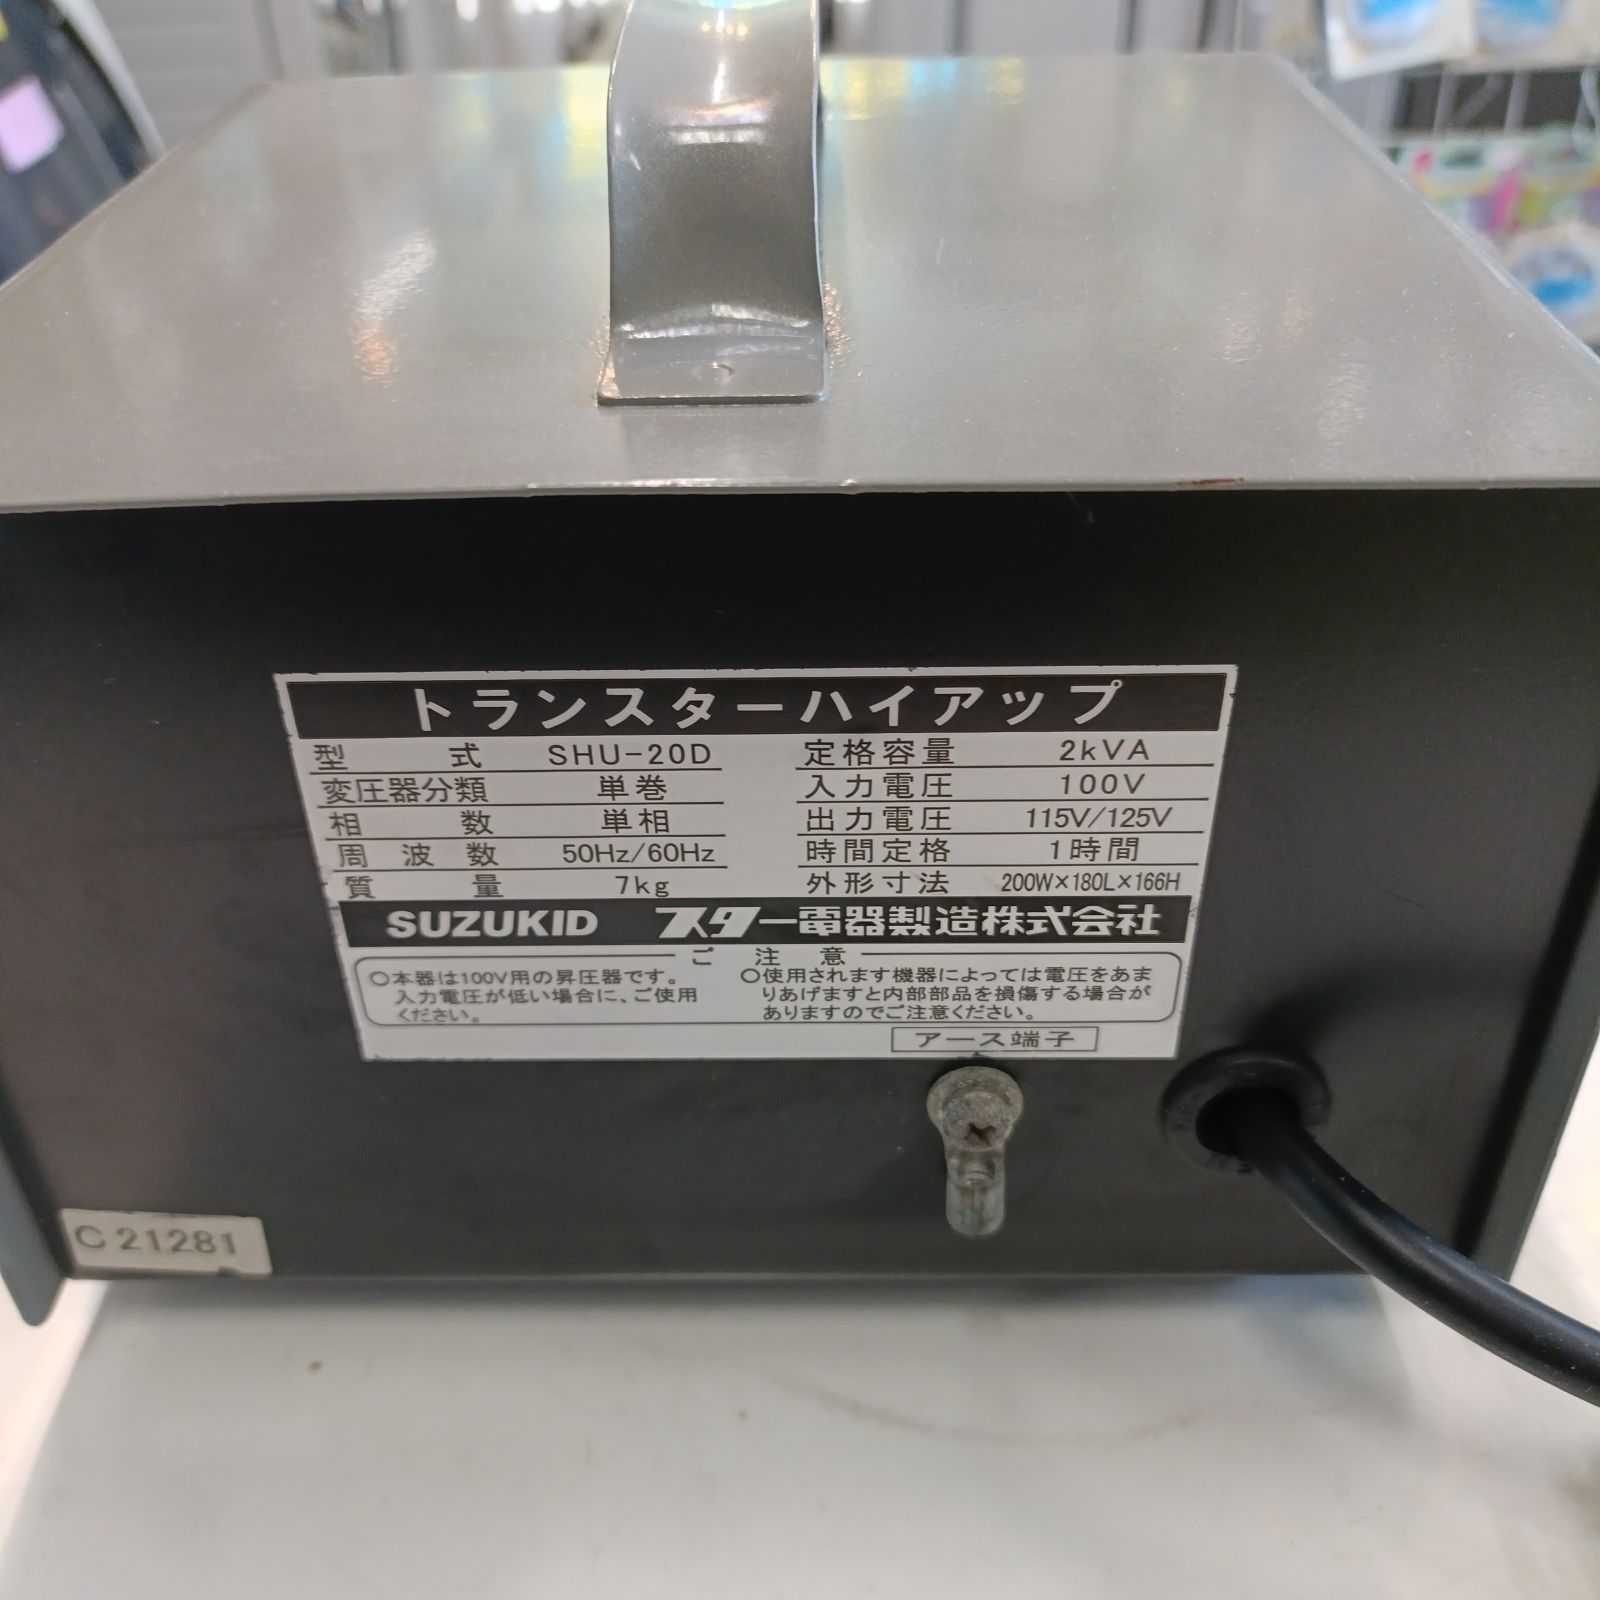 トランスターハイアップ
型式 SHU-20D 定格容量 2kVA
変圧器分類 単巻 入力電圧 100V
相数 単相 出力電圧 115V/125V
周波数 50Hz/60Hz 時間定格 1時間
質量 7kg 外形寸法 200W×180L×166H
SUZUKID スター電器製造株式会社
ご注意
○本器は100V用の昇圧器です。
入力電圧が低い場合に、ご使用
ください。
○使用されます機器によっては電圧をあま
りあげますと内部部品を損傷する場合が
ありますのでご注意ください。
アース端子
C 21281